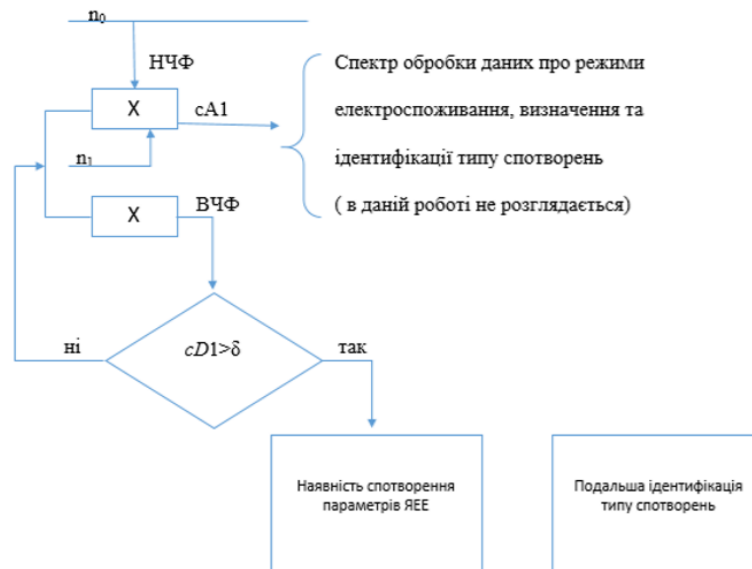 n₀
НЧФ
X
cA1
Спектр обробки даних про режими
електроспоживання, визначення та
ідентифікації типу спотворень
( в даній роботі не розглядається)
n₁
X
ВЧФ
cD1>δ
ні
так
Наявність спотворення
параметрів ЯЕЕ
Подальша ідентифікація
типу спотворень